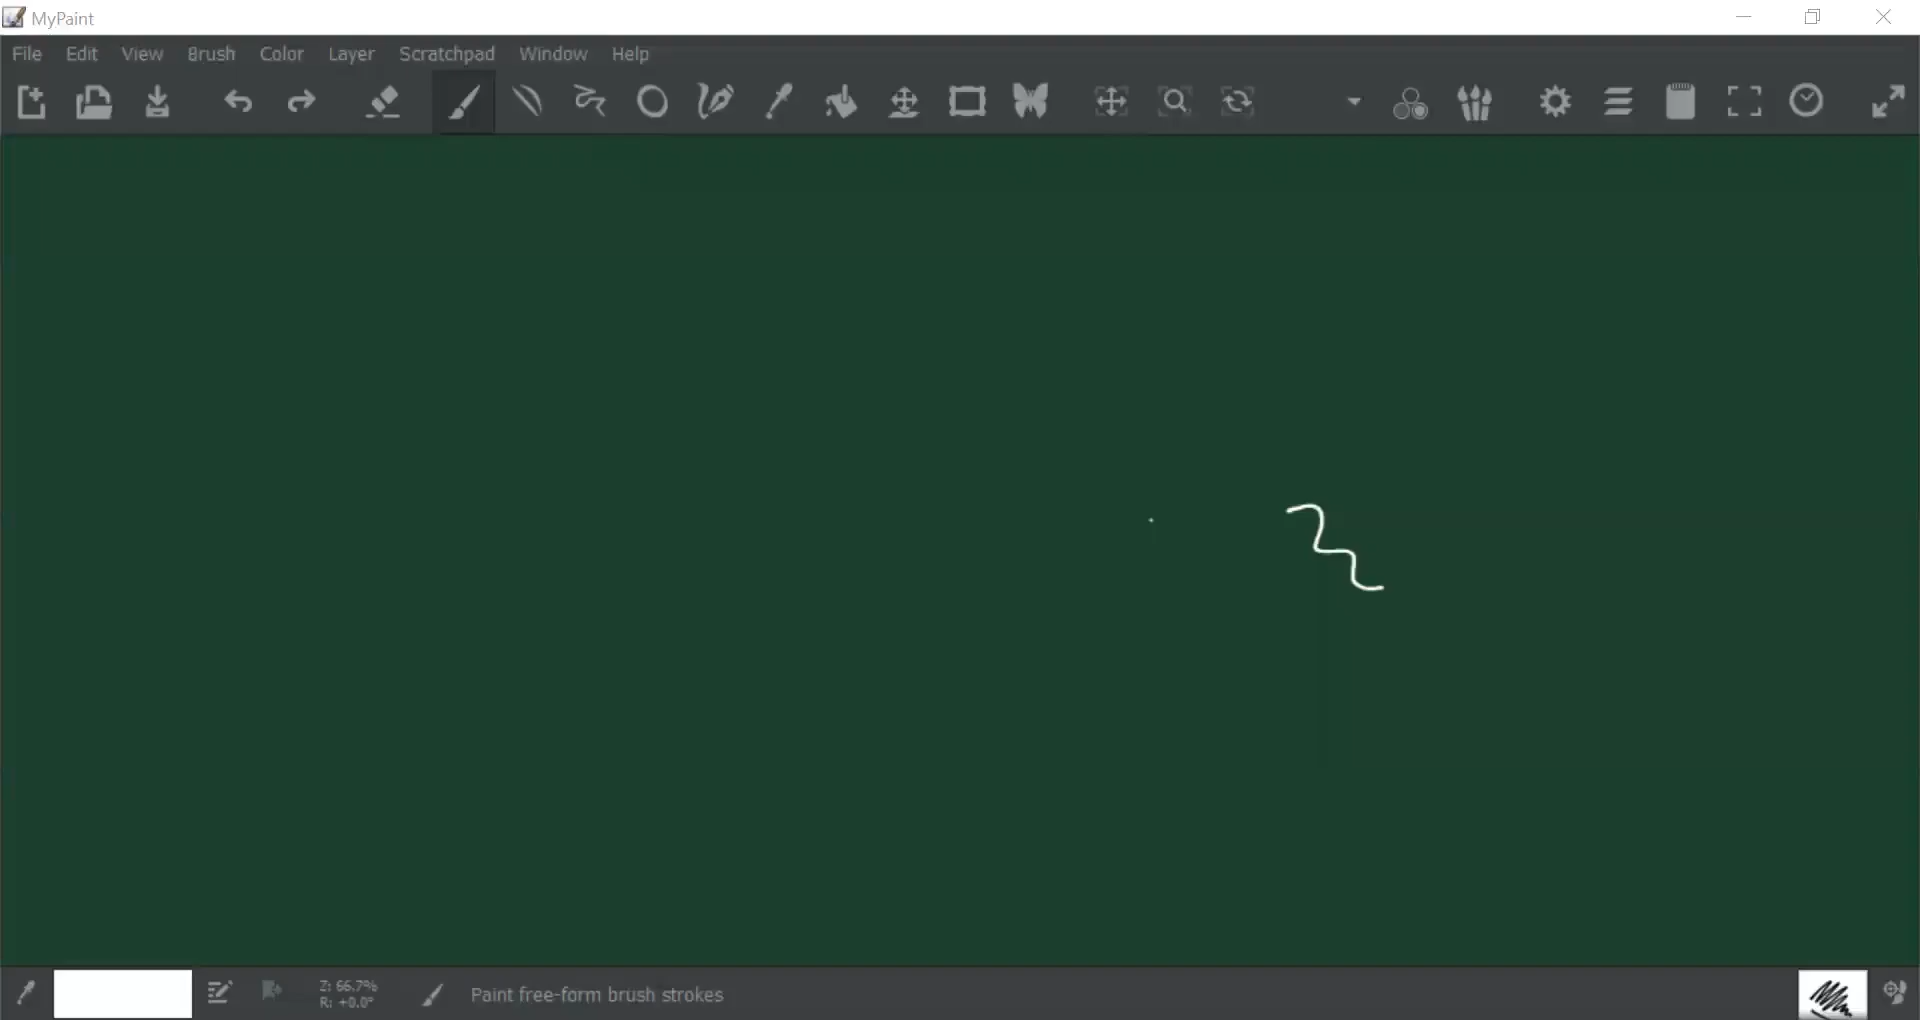 MyPaint
File Edit View Brush Color Layer Scratchpad Window Help
Z: 66.7%
R: +0.0°
Paint free-form brush strokes